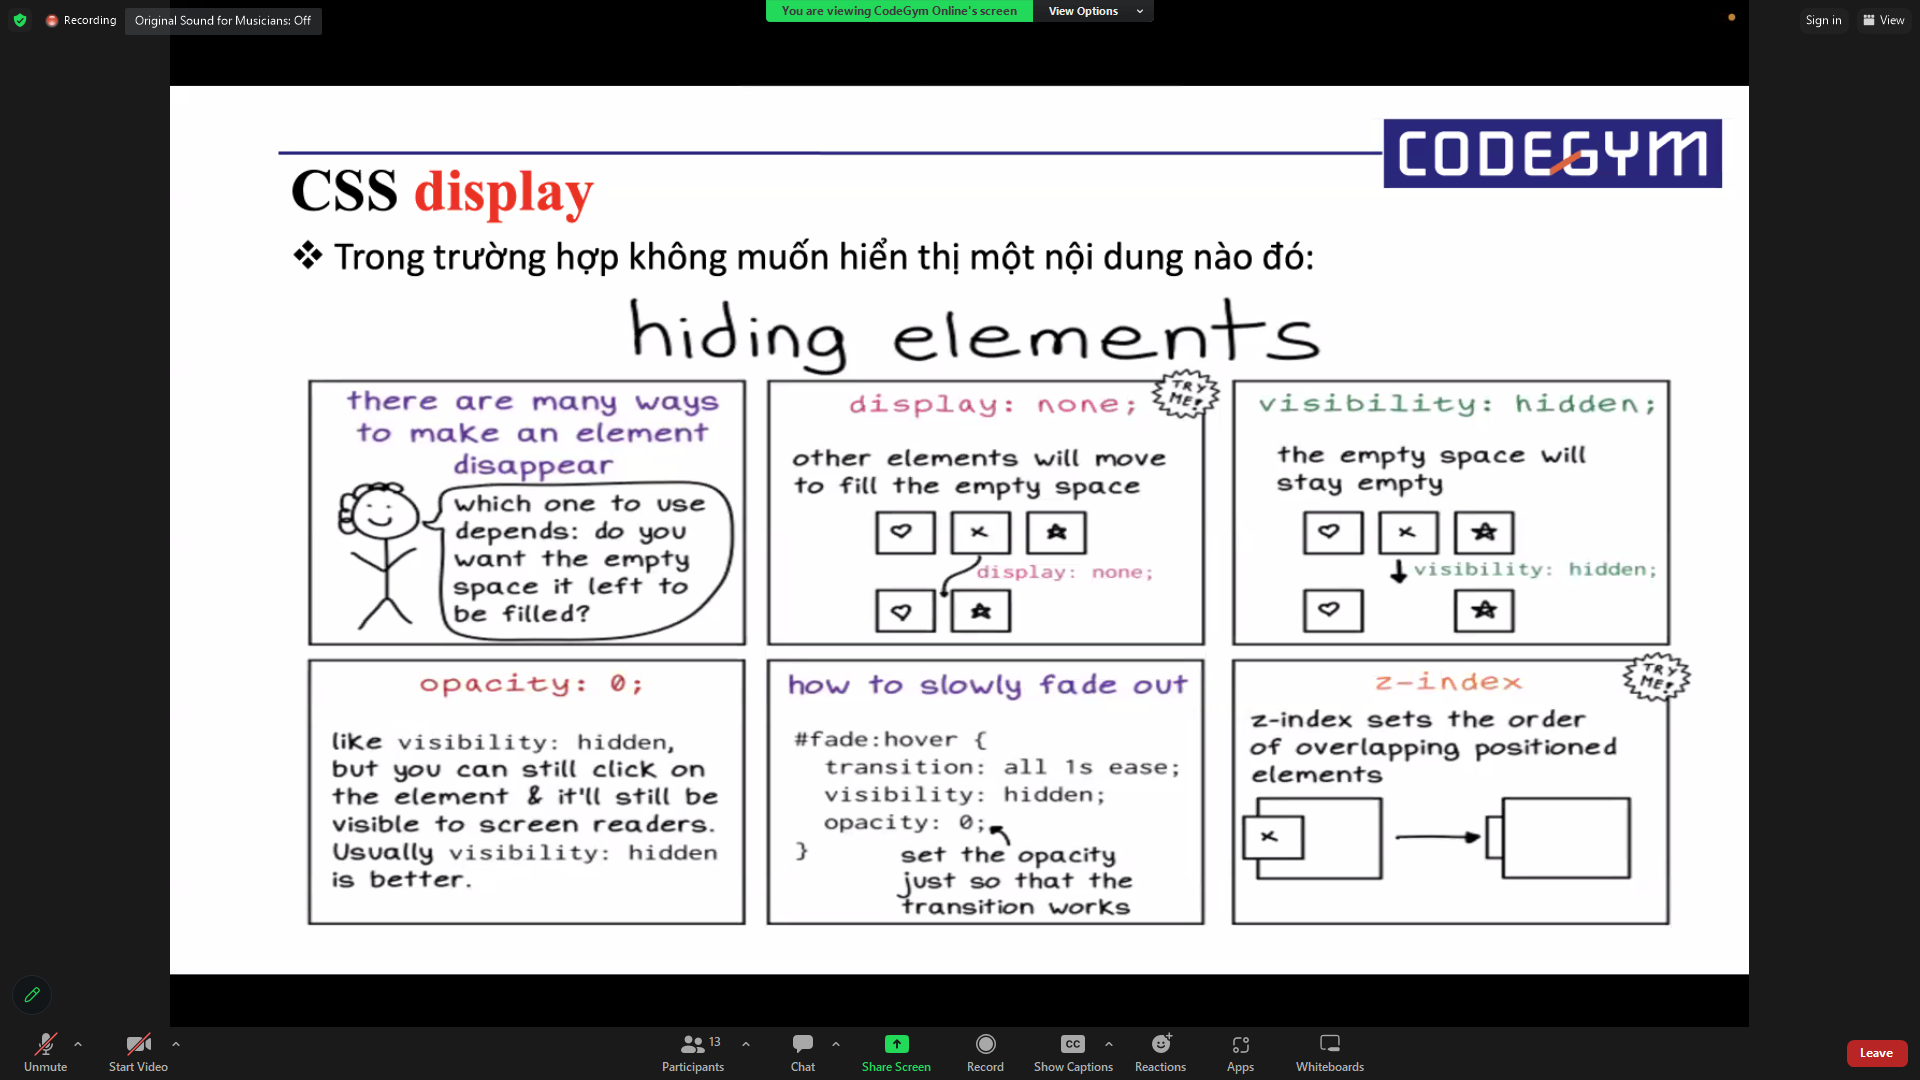 Recording
Original Sound for Musicians: Off
You are viewing CodeGym Online's screen
View Options
Sign in
View
CODEGYM
CSS display
❖ Trong trường hợp không muốn hiển thị một nội dung nào đó:
hiding elements
there are many ways
to make an element
disappear
which one to use
depends: do you
want the empty
space it left to
be filled?
display: none;
TRY
ME!
other elements will move
to fill the empty space
display: none;
visibility: hidden;
the empty space will
stay empty
visibility: hidden;
opacity: 0;
like visibility: hidden,
but you can still click on
the element & it'll still be
visible to screen readers.
Usually visibility: hidden
is better.
how to slowly fade out
#fade:hover {
transition: all 1s ease;
visibility: hidden;
opacity: 0;
}
set the opacity
just so that the
transition works
z-index
TRY
ME!
z-index sets the order
of overlapping positioned
elements
Unmute
Start Video
13
Participants
Chat
Share Screen
Record
CC
Show Captions
Reactions
Apps
Whiteboards
Leave